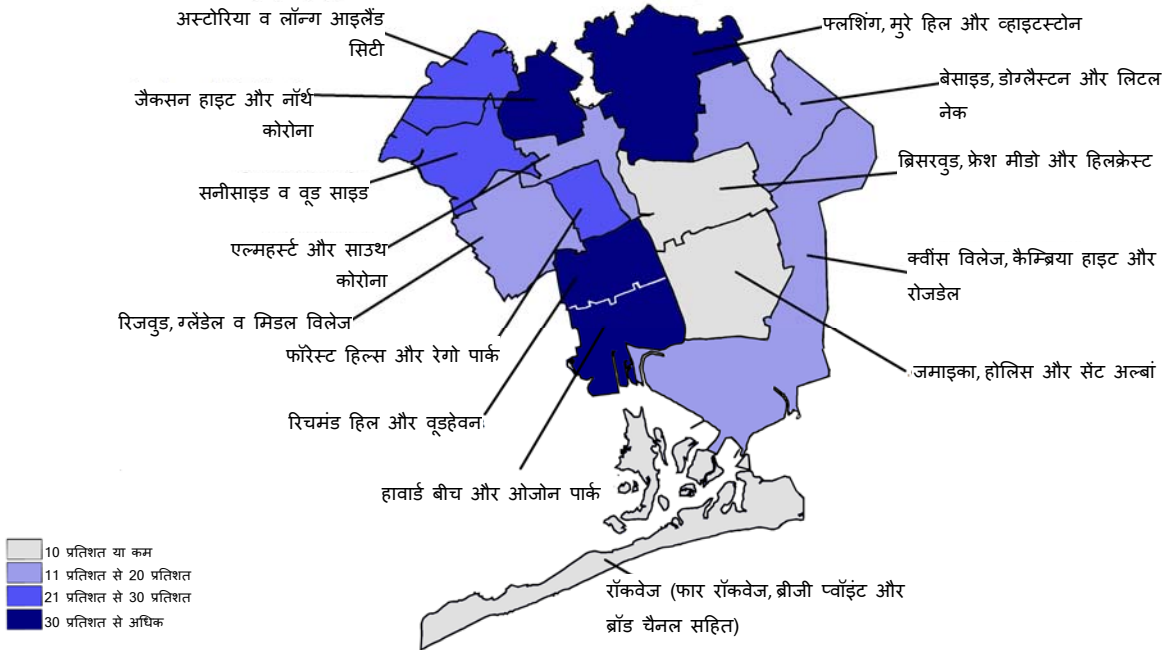 अस्टोरिया व लॉन्ग आइलैंड
सिटी
जैकसन हाइट और नॉर्थ
कोरोना
सनीसाइड व वूड साइड
एल्महर्स्ट और साउथ
कोरोना
रिजवुड, ग्लेंडेल व मिडल विलेज
फॉरेस्ट हिल्स और रेगो पार्क
रिचमंड हिल और वूडहेवन
हावार्ड बीच और ओजोन पार्क
फ्लशिंग, मुरे हिल और व्हाइटस्टोन
बेसाइड, डोग्लैस्टन और लिटल
नेक
ब्रिसरवुड, फ्रेश मीडो और हिलक्रेस्ट
क्वींस विलेज, कैम्ब्रिया हाइट और
रोजडेल
जमाइका, होलिस और सेंट अल्बां
रॉकवेज (फार रॉकवेज, ब्रीजी प्वॉइंट और
ब्रॉड चैनल सहित)
10 प्रतिशत या कम
11 प्रतिशत से 20 प्रतिशत
21 प्रतिशत से 30 प्रतिशत
30 प्रतिशत से अधिक